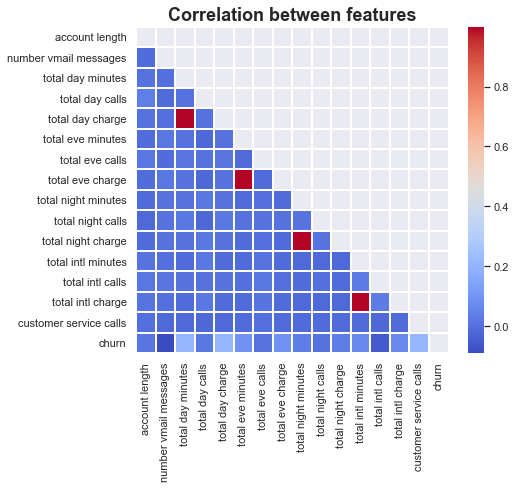 Correlation between features
account length
number vmail messages
total day minutes
total day calls
total day charge
total eve minutes
total eve calls
total eve charge
total night minutes
total night calls
total night charge
total intl minutes
total intl calls
total intl charge
customer service calls
churn
account length
number vmail messages
total day minutes
total day calls
total day charge
total eve minutes
total eve calls
total eve charge
total night minutes
total night calls
total night charge
total intl minutes
total intl calls
total intl charge
customer service calls
churn
0.8
0.6
0.4
0.2
0.0